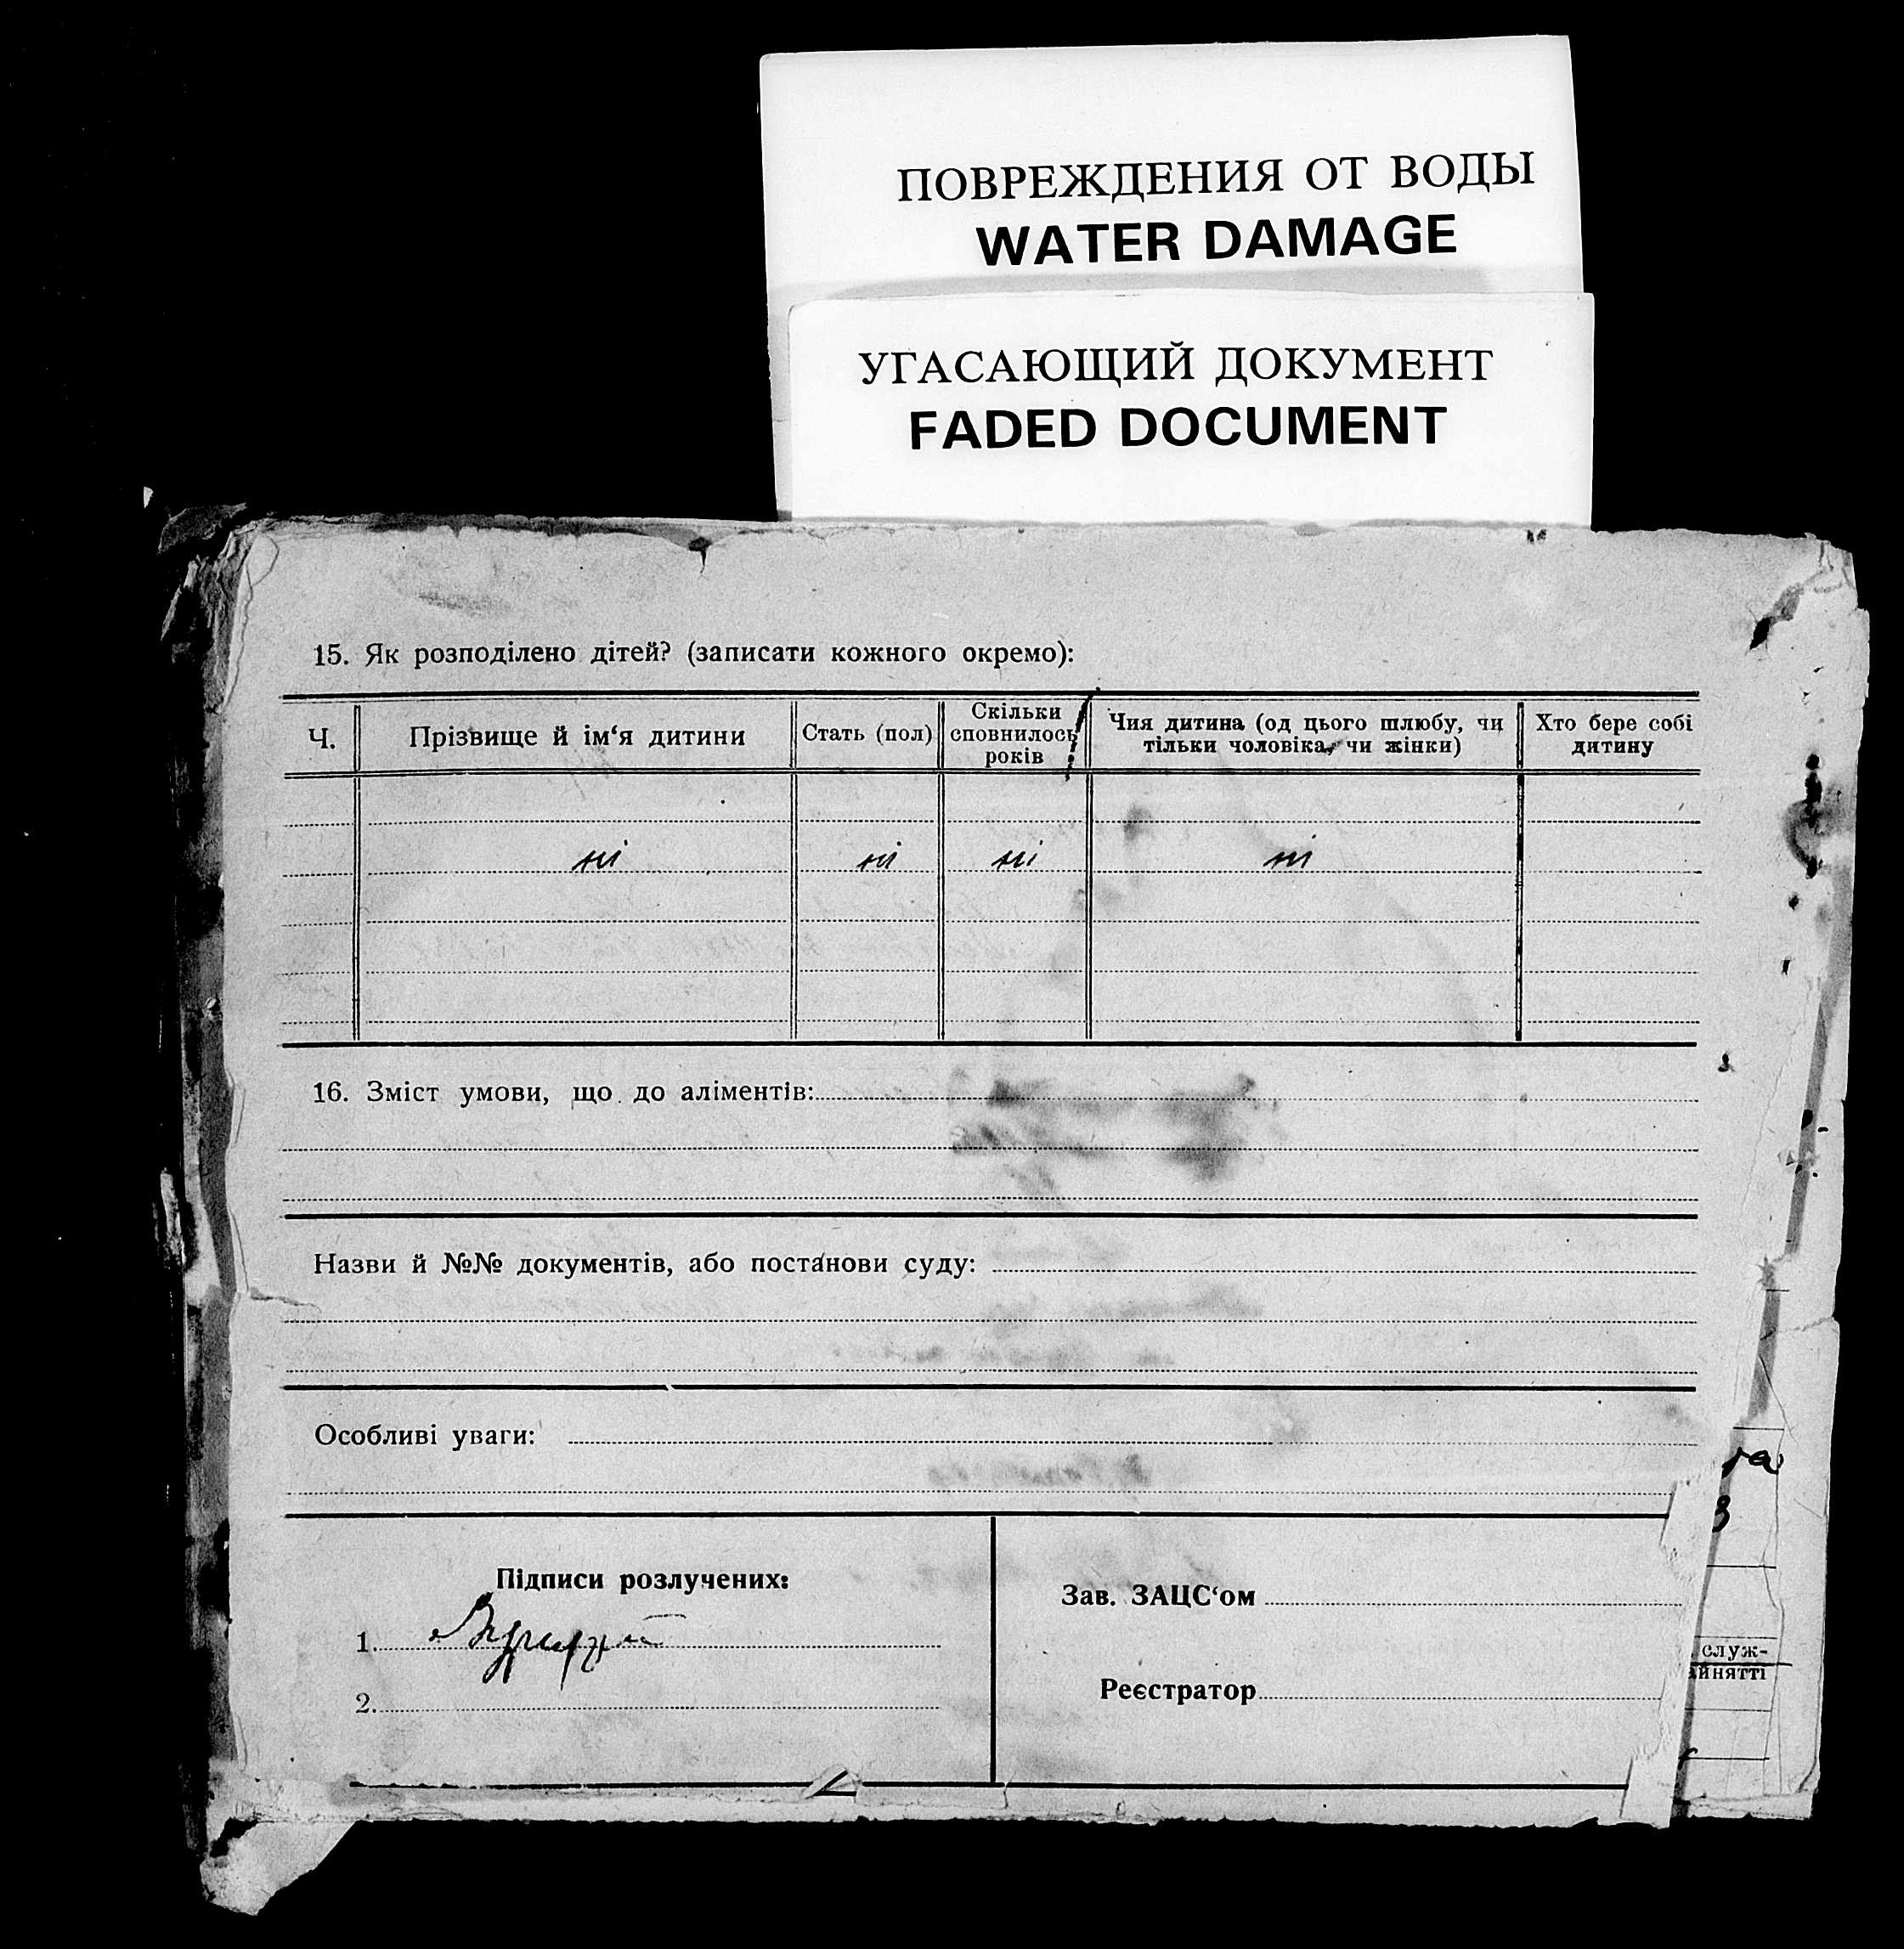 ПОВРЕЖДЕНИЯ ОТ ВОДЫ
WATER DAMAGE
УГАСАЮЩИЙ ДОКУМЕНТ
FADED DOCUMENT
15. Як розподілено дітей? (записати кожного окремо):
Ч. Прізвище й ім‘я дитини Стать (пол) Скільки сповнилось років Чия дитина (од цього шлюбу, чи тільки чоловіка, чи жінки) Хто бере собі дитину
ні ні ні ні
16. Зміст умови, що до аліментів:
Назви й №№ документів, або постанови суду:
Особливі уваги:
Підписи розлучених:
1.
2.
Зав. ЗАЦС‘ом
Реєстратор
служ-
йнятті